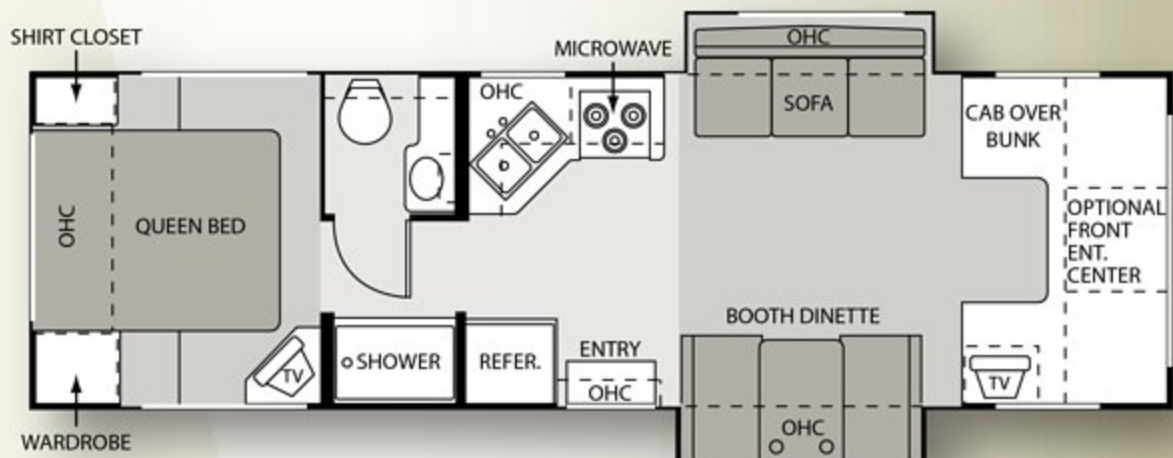 SHIRT CLOSET
OHC
MICROWAVE
OHC
SOFA
CAB OVER
BUNK
OHC
QUEEN BED
OPTIONAL
FRONT
ENT.
CENTER
BOOTH DINETTE
TV
SHOWER
REFER.
ENTRY
OHC
TV
OHC
WARDROBE